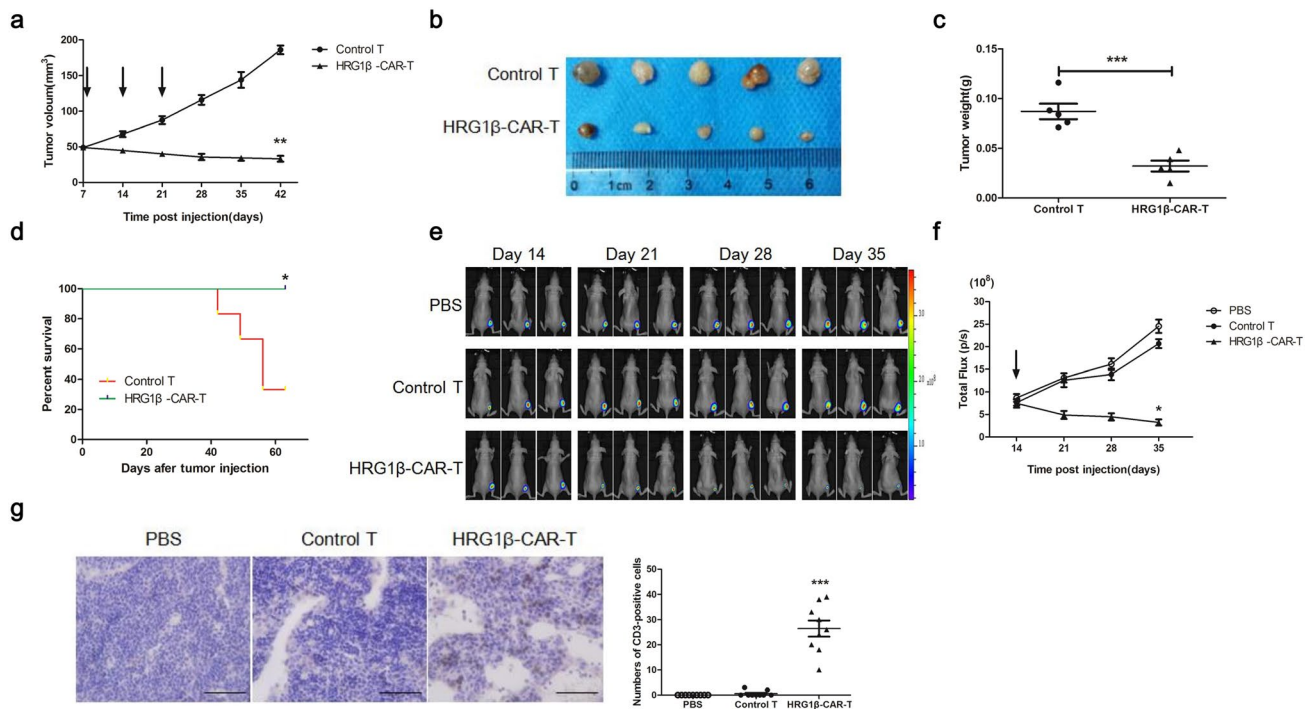 a
200
150
100
50
0
7 14 21 28 35 42
Tumor voloum(mm³)
Time post injection(days)
Control T
HRG1β -CAR-T
**
b
Control T
HRG1β-CAR-T
0 1cm 2 3 4 5 6
c
0.15
0.10
0.05
0.00
Tumor weight(g)
***
Control T HRG1β-CAR-T
d
100
80
60
40
20
0
0 20 40 60
Percent survival
Days afer tumor injection
Control T
HRG1β -CAR-T
*
e
Day 14 Day 21 Day 28 Day 35
PBS
Control T
HRG1β-CAR-T
f
(10⁸)
30
25
20
15
10
5
0
14 21 28 35
Total Flux (p/s)
Time post injection(days)
PBS
Control T
HRG1β -CAR-T
*
g
PBS Control T HRG1β-CAR-T
50
40
30
20
10
0
Numbers of CD3-positive cells
***
PBS Control T HRG1β-CAR-T